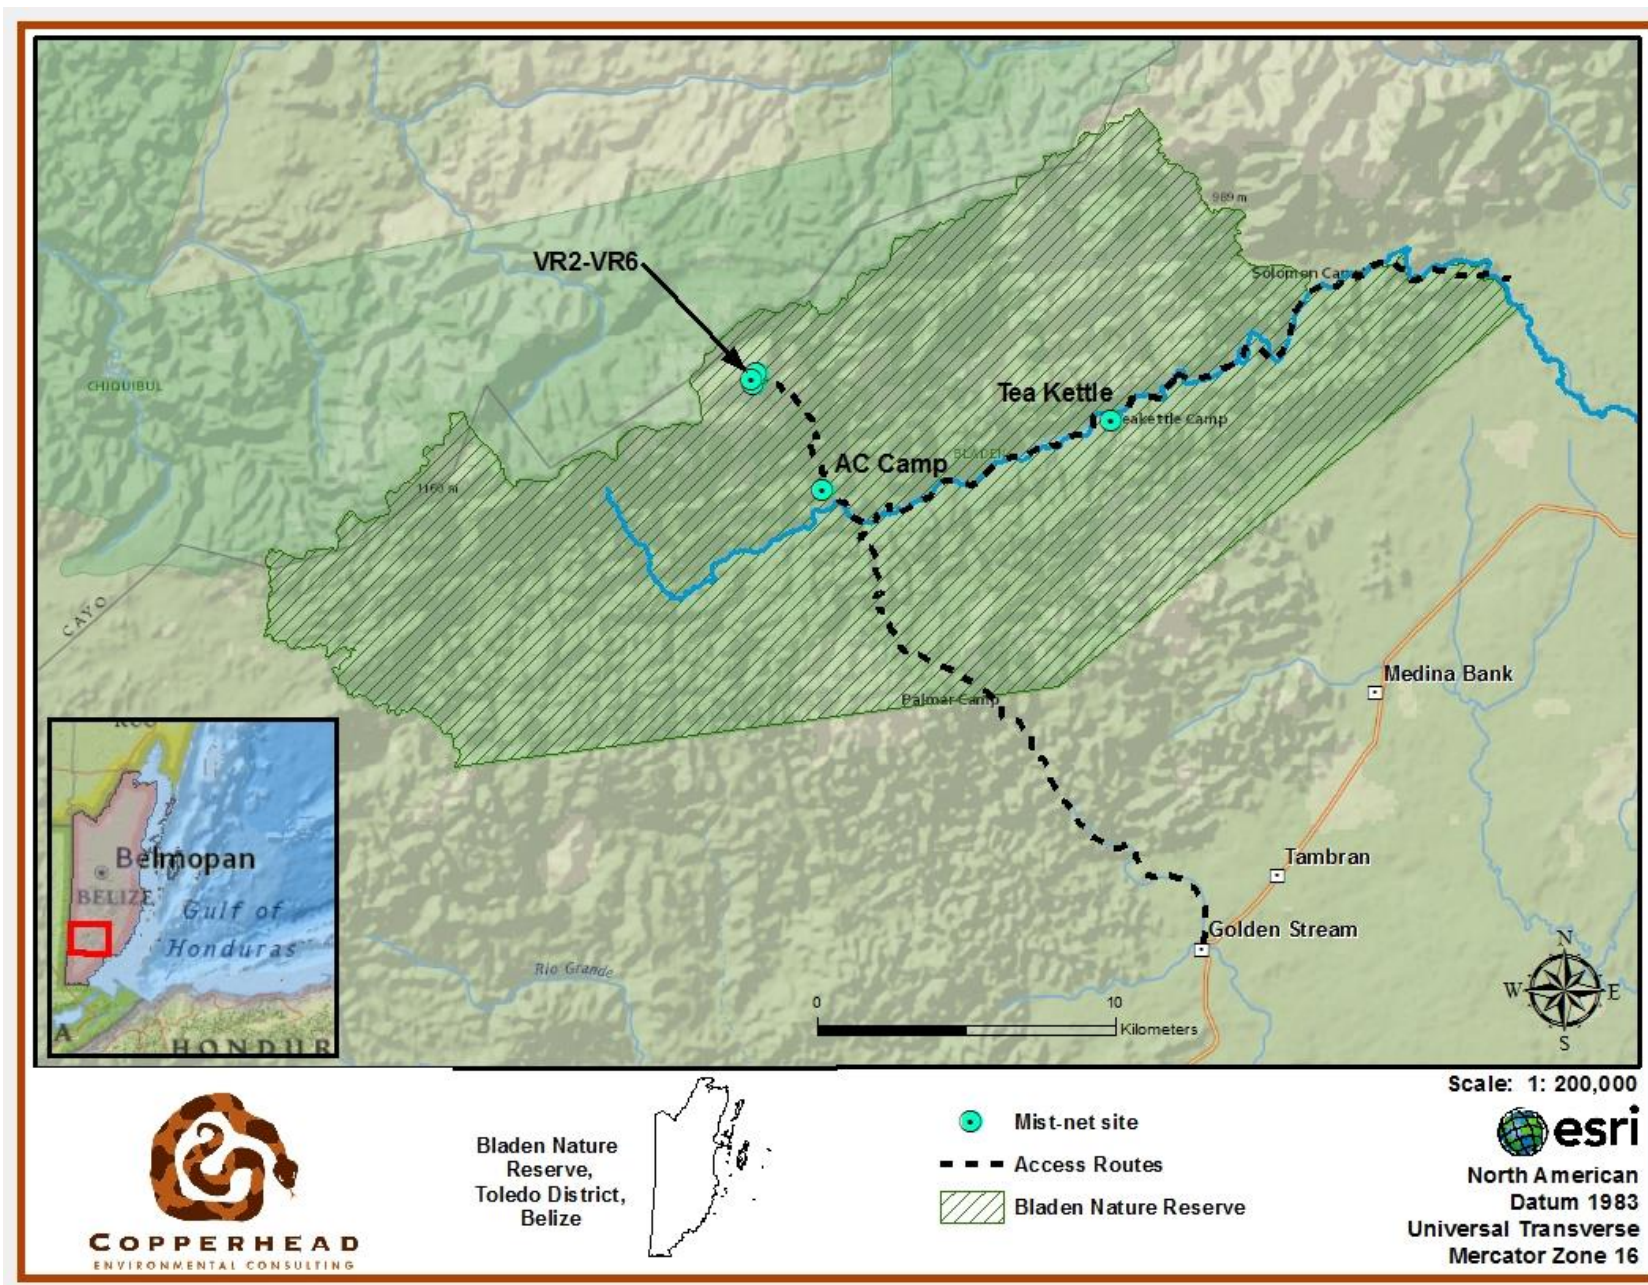 989 m
VR2-VR6
Solomon Cam
CHIQUIBUL
Tea Kettle
eakettle Camp
BLADEN
AC Camp
1160 m
CAYO
Medina Bank
Palmar Camp
Tambran
Golden Stream
Rio Grande
0 10
Kilometers
N
W E
S
Belmopan
BELIZE
Gulf of
Honduras
A
HONDUR
Scale: 1: 200,000
esri
North American
Datum 1983
Universal Transverse
Mercator Zone 16
Mist-net site
Access Routes
Bladen Nature Reserve
Bladen Nature
Reserve,
Toledo District,
Belize
COPPERHEAD
ENVIRONMENTAL CONSULTING